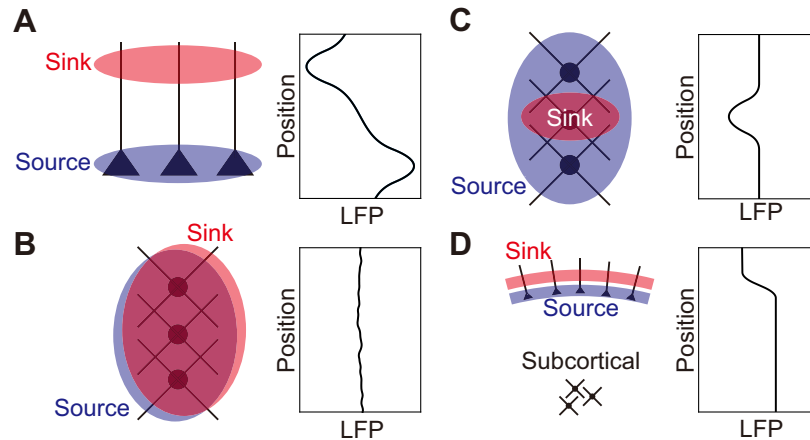 A
Sink
Source
Position
LFP
B
Sink
Source
Position
LFP
C
Sink
Source
Position
LFP
D
Sink
Source
Subcortical
Position
LFP